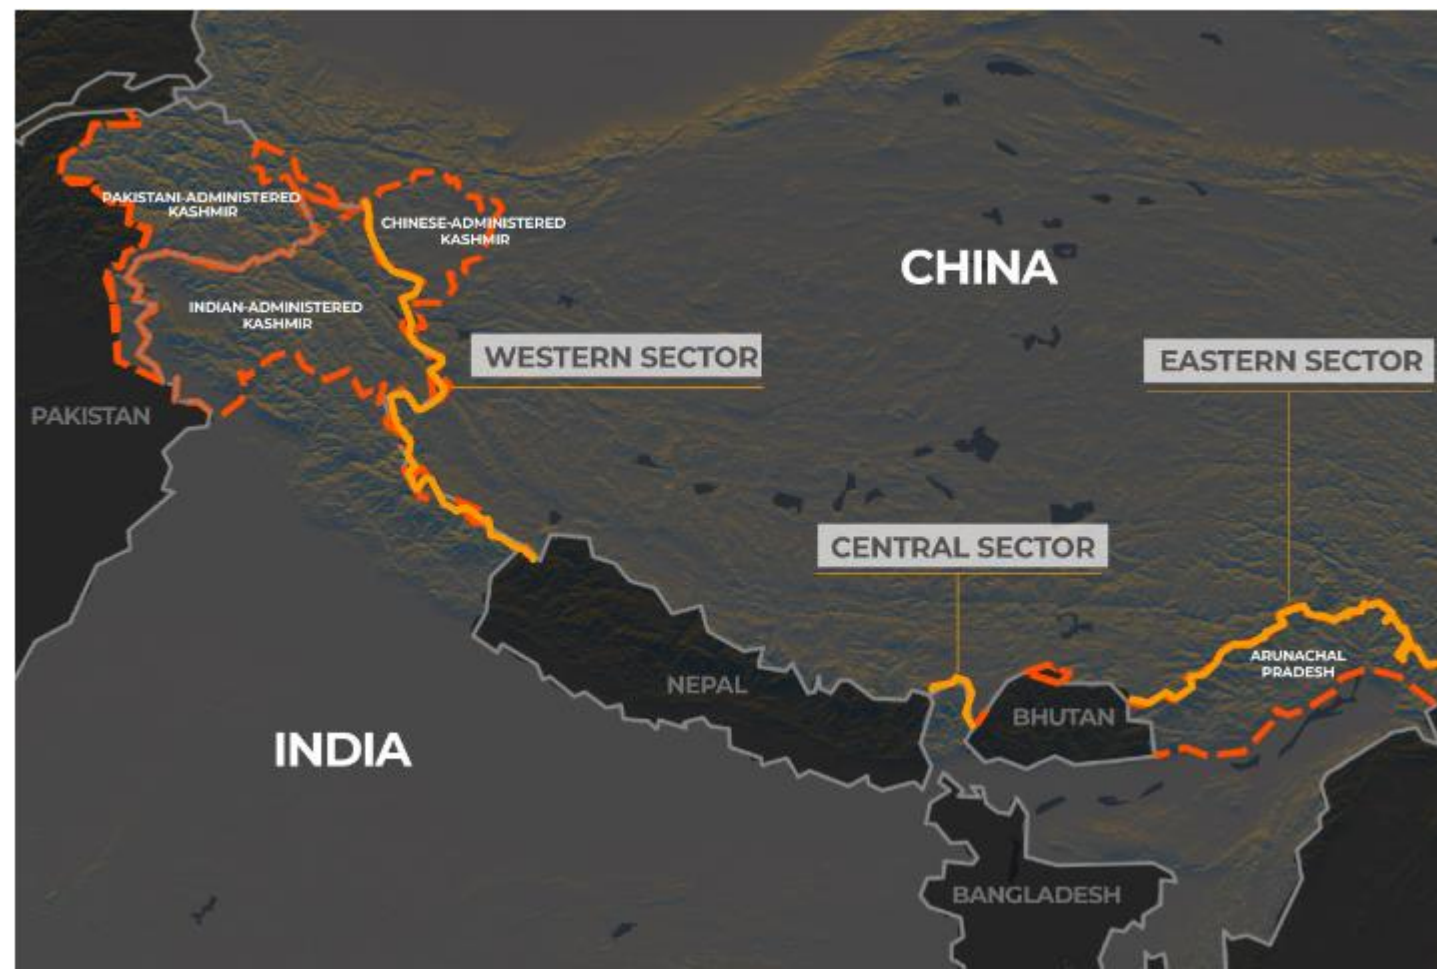 PAKISTANI-ADMINISTERED
KASHMIR
CHINESE-ADMINISTERED
KASHMIR
CHINA
INDIAN-ADMINISTERED
KASHMIR
WESTERN SECTOR
EASTERN SECTOR
PAKISTAN
CENTRAL SECTOR
ARUNACHAL
PRADESH
NEPAL
BHUTAN
INDIA
BANGLADESH